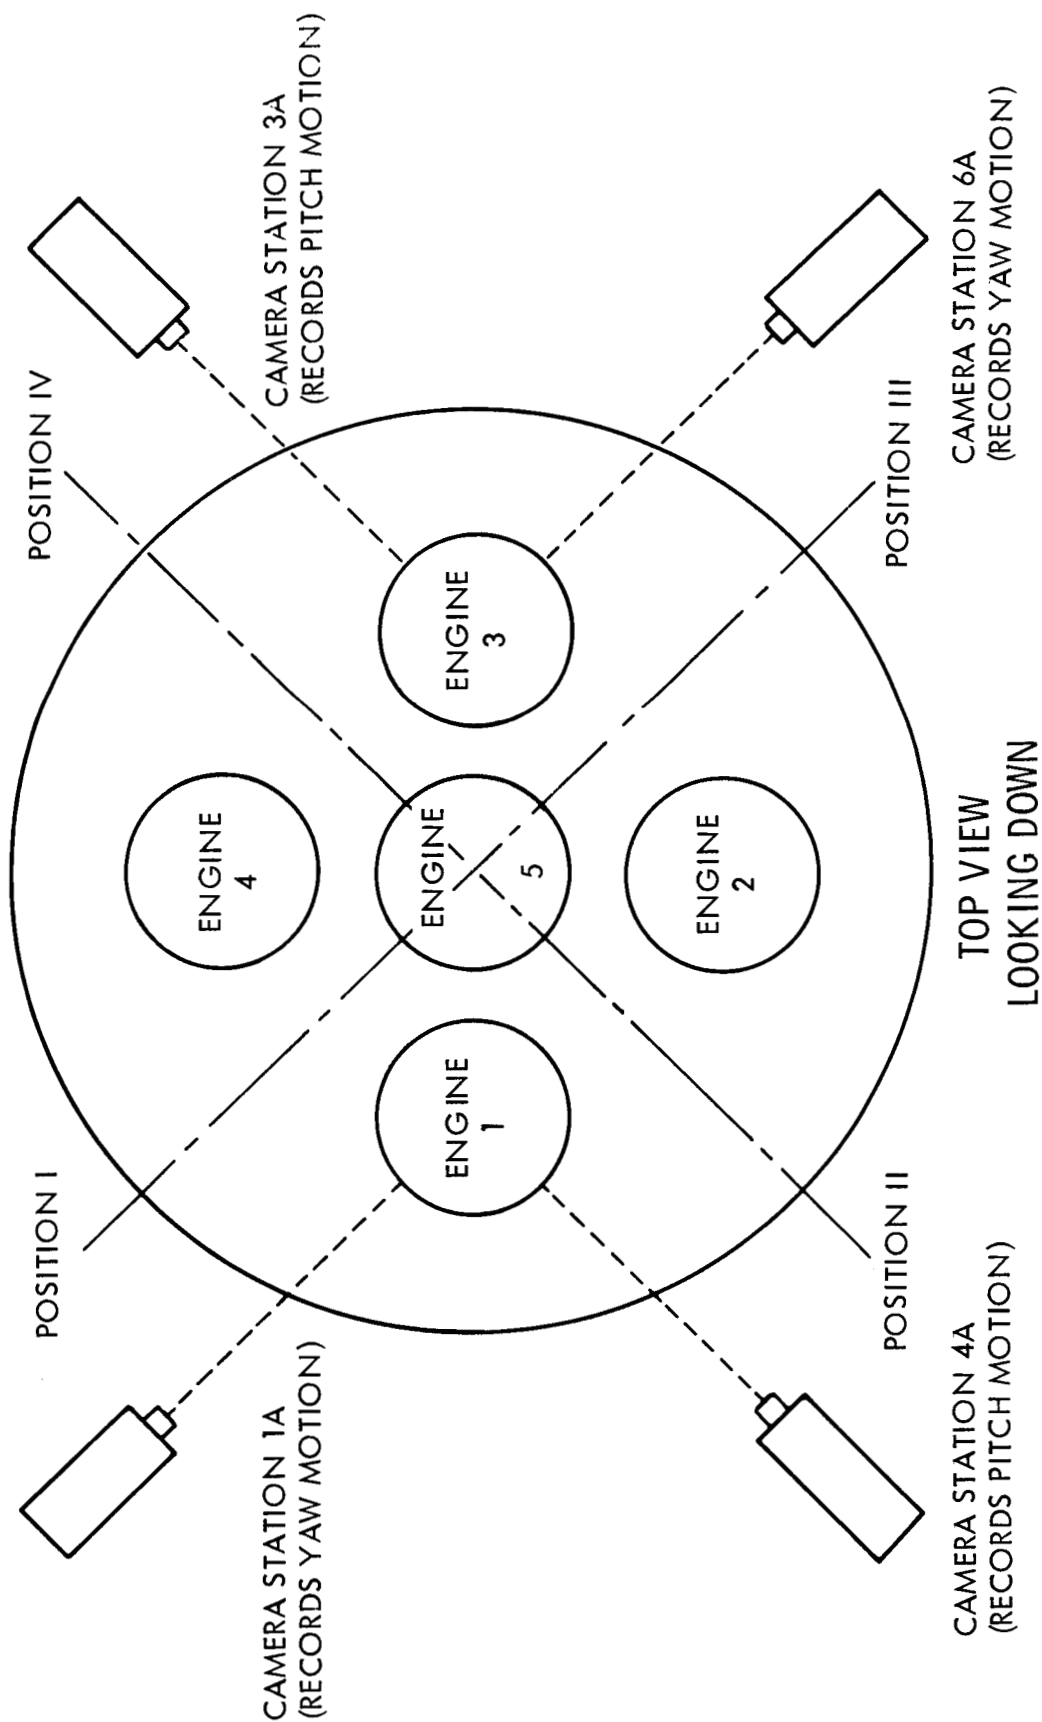 POSITION I
POSITION IV
CAMERA STATION 1A
(RECORDS YAW MOTION)
CAMERA STATION 3A
(RECORDS PITCH MOTION)
ENGINE
4
ENGINE
1
ENGINE
5
ENGINE
3
ENGINE
2
POSITION II
POSITION III
CAMERA STATION 4A
(RECORDS PITCH MOTION)
TOP VIEW
LOOKING DOWN
CAMERA STATION 6A
(RECORDS YAW MOTION)